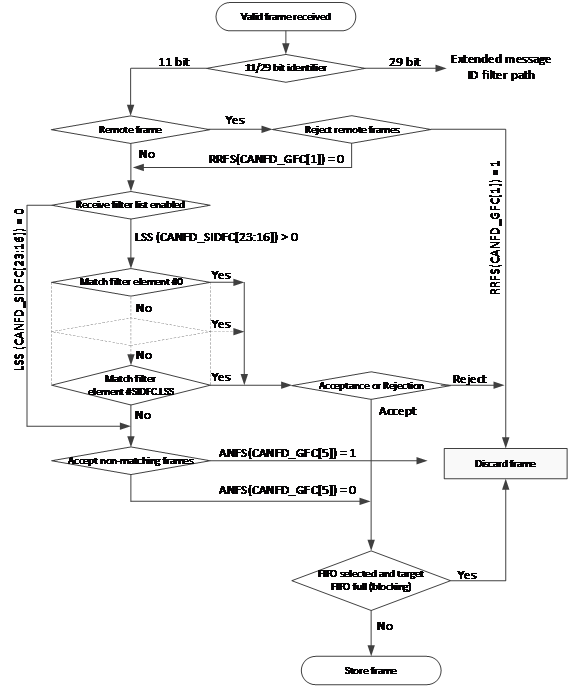 Valid frame received
11 bit
11/29 bit identifier
29 bit
Extended message
ID filter path
Remote frame
Yes
Reject remote frames
No
RRFS(CANFD_GFC[1]) = 0
RRFS(CANFD_GFC[1]) = 1
Receive filter list enabled
LSS (CANFD_SIDFC[23:16]) = 0
LSS (CANFD_SIDFC[23:16]) > 0
Match filter element #0
Yes
No
Yes
No
Match filter
element #SIDFC.LSS
Yes
Acceptance or Rejection
Reject
No
Accept
Accept non-matching frames
ANFS(CANFD_GFC[5]) = 1
Discard frame
ANFS(CANFD_GFC[5]) = 0
FIFO selected and target
FIFO full (blocking)
Yes
No
Store frame